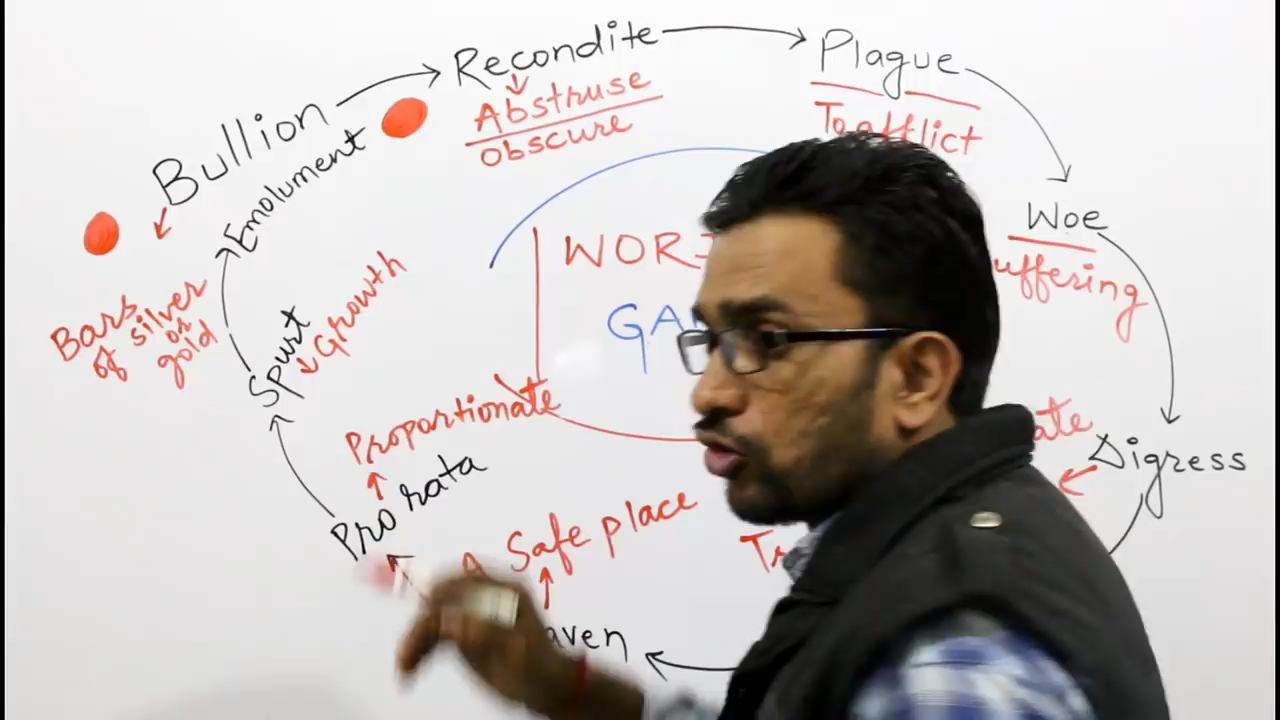 Recondite
Abstruse
obscure
Plague
To afflict
Bullion
Bars
of silver
or
gold
Emolument
Woe
uffering
WOR
GA
Spurt
Growth
Proportionate
Pro rata
ate
Digress
A Safe place
Tr
aven